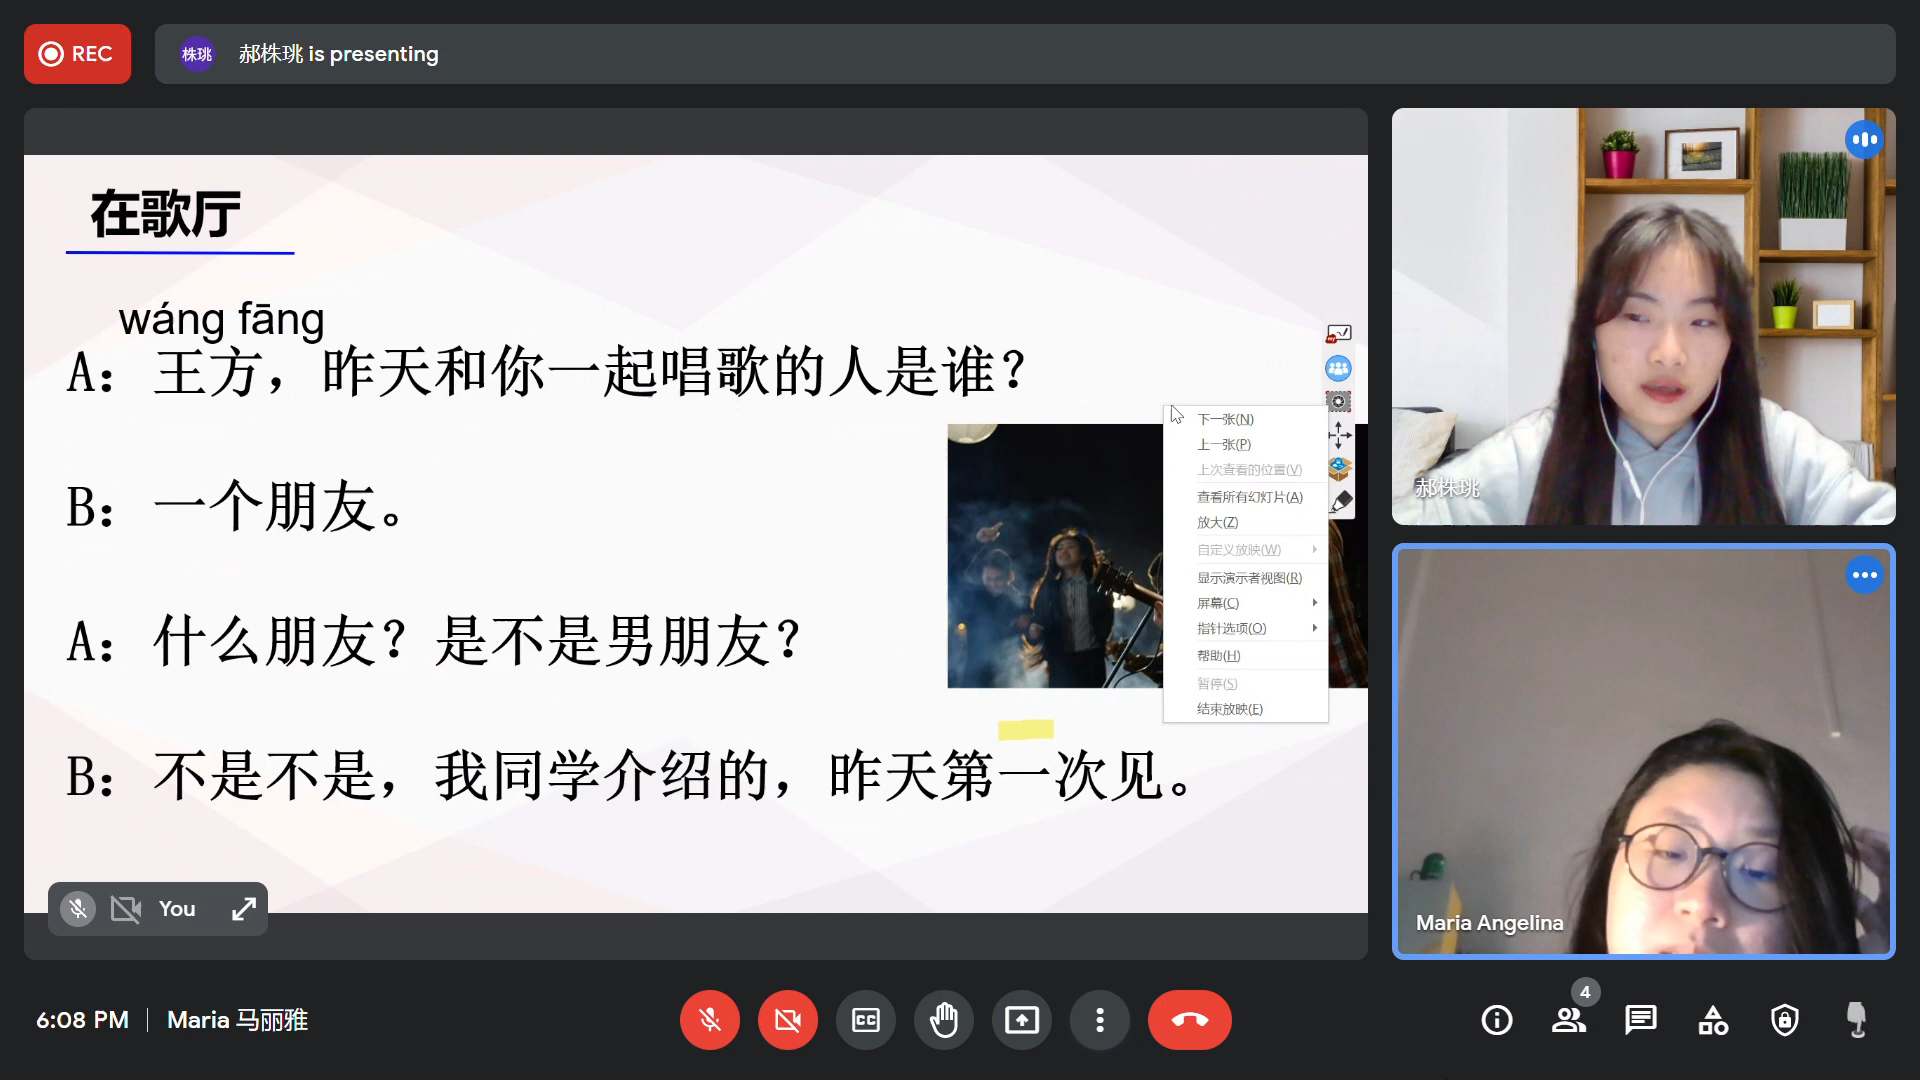 REC
株珧
郝株珧 is presenting
在歌厅
wáng fāng
A：王方，昨天和你一起唱歌的人是谁？
B：一个朋友。
A：什么朋友？是不是男朋友？
B：不是不是，我同学介绍的，昨天第一次见。
下一张(N)
上一张(P)
上次查看的位置(V)
查看所有幻灯片(A)
放大(Z)
自定义放映(W)
显示演示者视图(R)
屏幕(C)
指针选项(O)
帮助(H)
暂停(S)
结束放映(E)
You
郝株珧
Maria Angelina
6:08 PM
Maria 马丽雅
CC
4